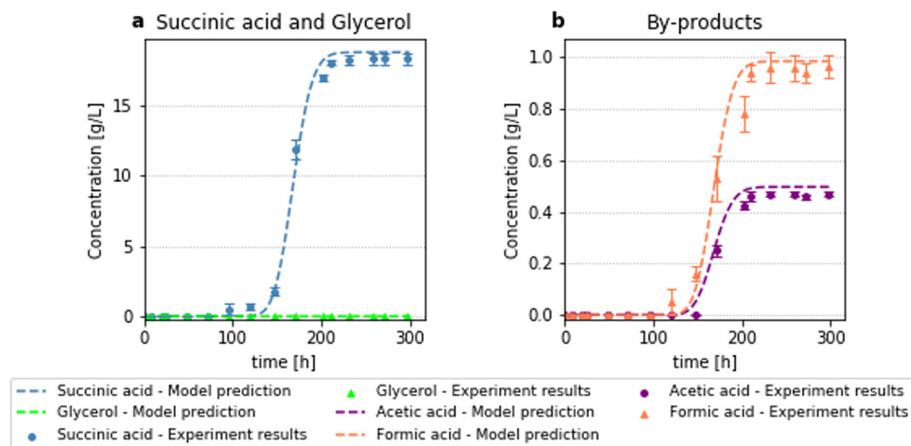 a Succinic acid and Glycerol
Concentration [g/L]
15
10
5
0
0 100 200 300
time [h]
b By-products
Concentration [g/L]
1.0
0.8
0.6
0.4
0.2
0.0
0 100 200 300
time [h]
Succinic acid - Model prediction
Glycerol - Model prediction
Succinic acid - Experiment results
Glycerol - Experiment results
Acetic acid - Model prediction
Formic acid - Model prediction
Acetic acid - Experiment results
Formic acid - Experiment results